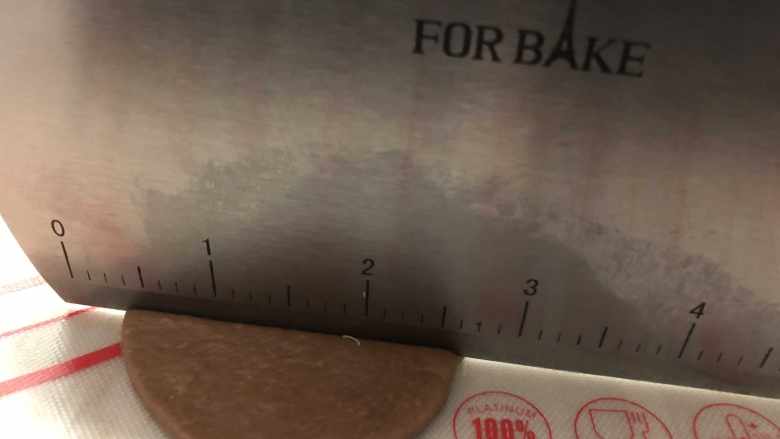 FOR BAKE
0 1 2 3 4
PLATINUM
100%